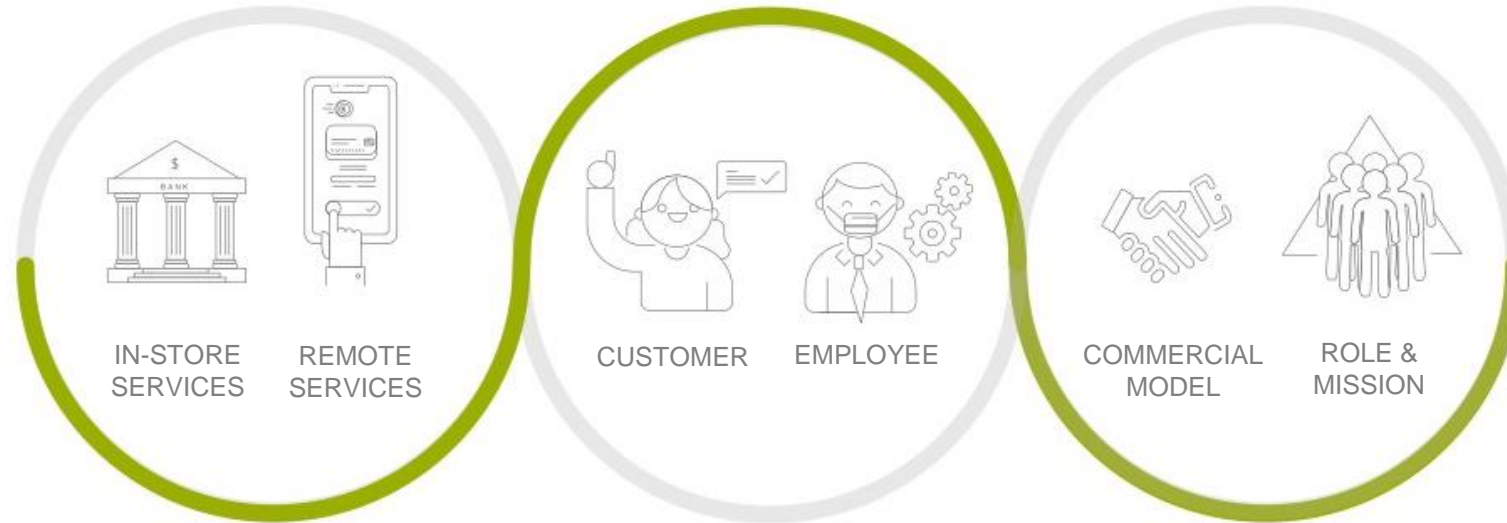 $
BANK
IN-STORE
SERVICES
REMOTE
SERVICES
CUSTOMER
EMPLOYEE
COMMERCIAL
MODEL
ROLE &
MISSION